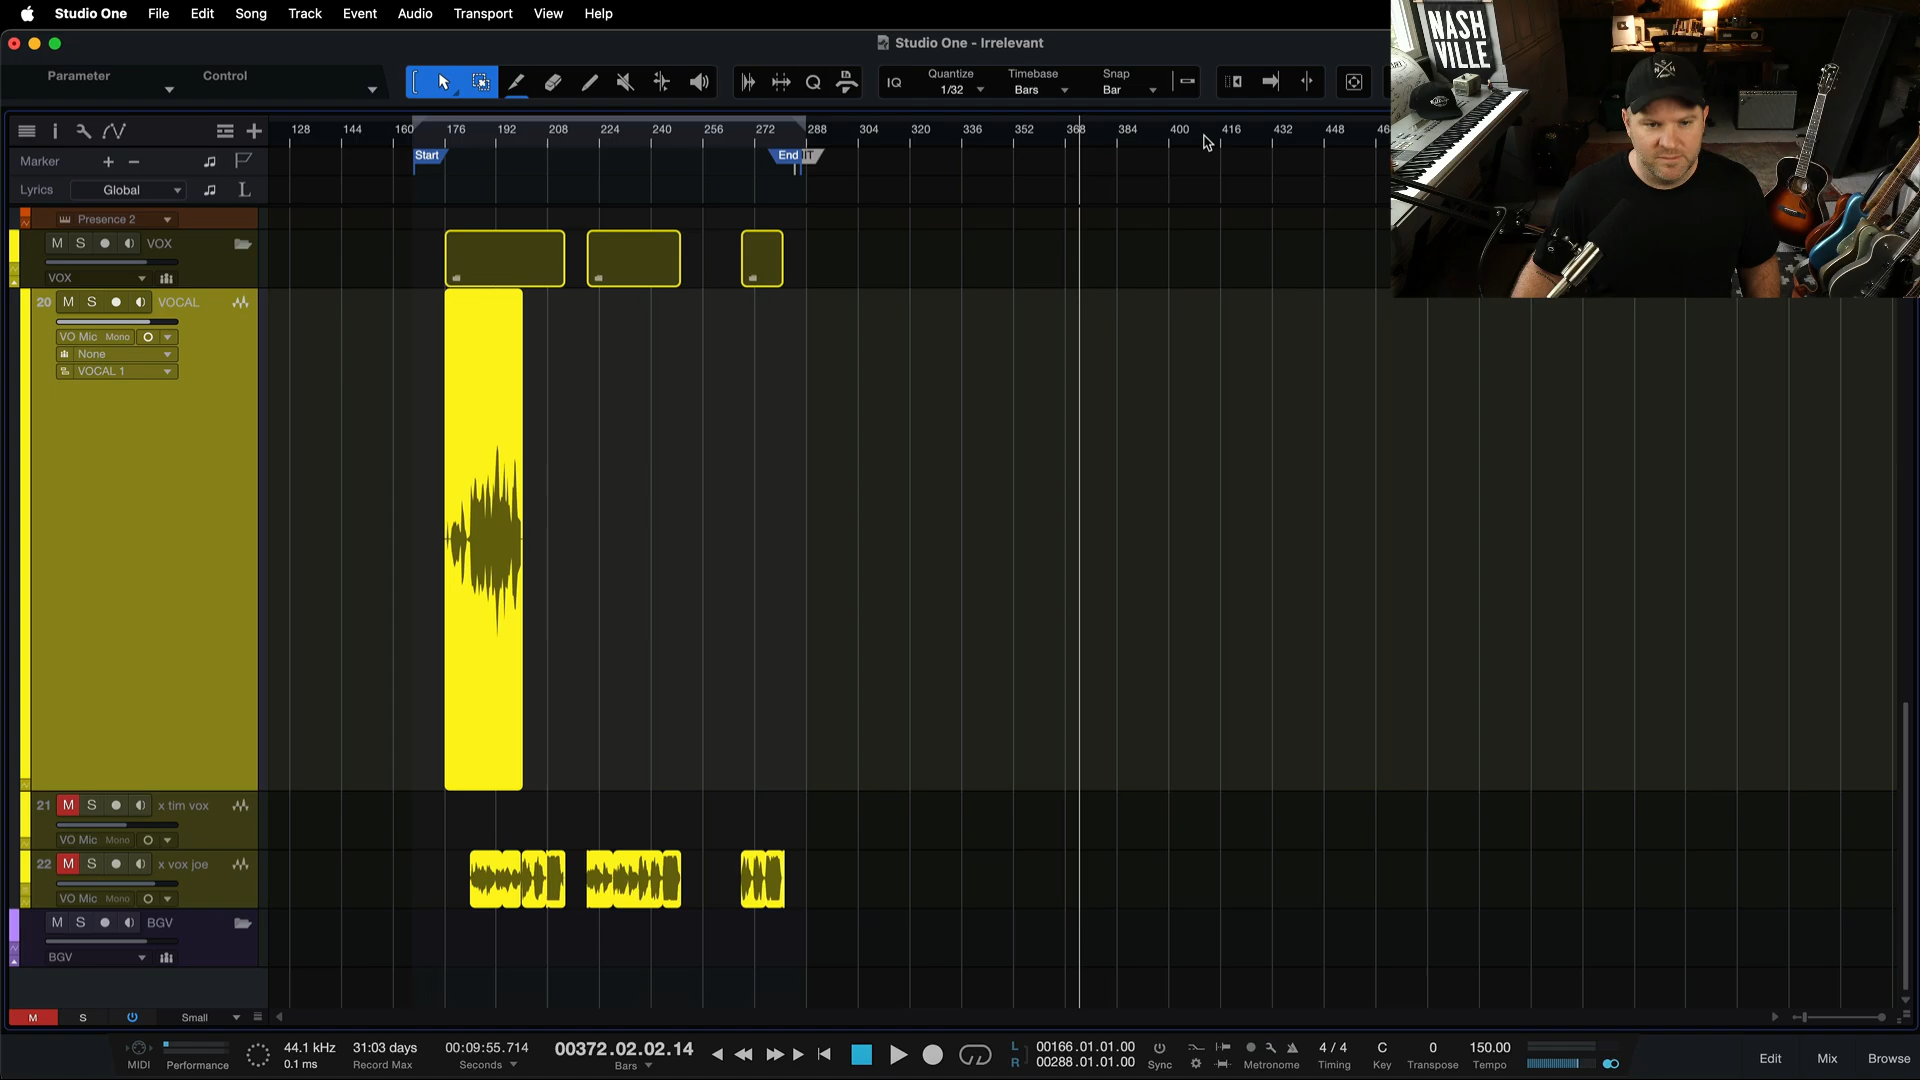 Studio One File Edit Song Track Event Audio Transport View Help
Studio One - Irrelevant
Parameter Control
IQ Quantize Timebase Snap
1/32 Bars Bar
128 144 160 176 192 208 224 240 256 272 288 304 320 336 352 368 384 400 416 432 448
Marker Start End
Lyrics Global
Presence 2
M S VOX
VOX
20 M S VOCAL
VO Mic Mono
None
VOCAL 1
21 M S x tim vox
VO Mic Mono
22 M S x vox joe
VO Mic Mono
M S BGV
BGV
M S Small
MIDI Performance
44.1 kHz
0.1 ms
31:03 days
Record Max
00:09:55.714
Seconds
00372.02.02.14
Bars
L 00166.01.01.00
R 00288.01.01.00
Sync
Metronome
4 / 4
Timing
C
Key
0
Transpose
150.00
Tempo
Edit Mix Browse
NASH
VILLE